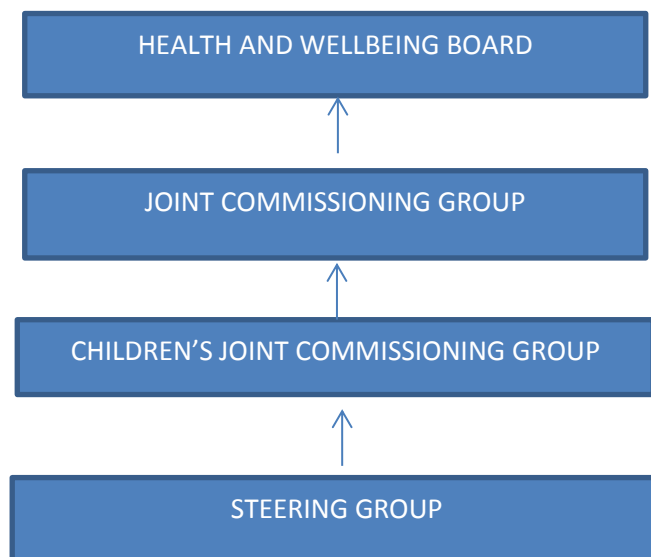 HEALTH AND WELLBEING BOARD
JOINT COMMISSIONING GROUP
CHILDREN’S JOINT COMMISSIONING GROUP
STEERING GROUP